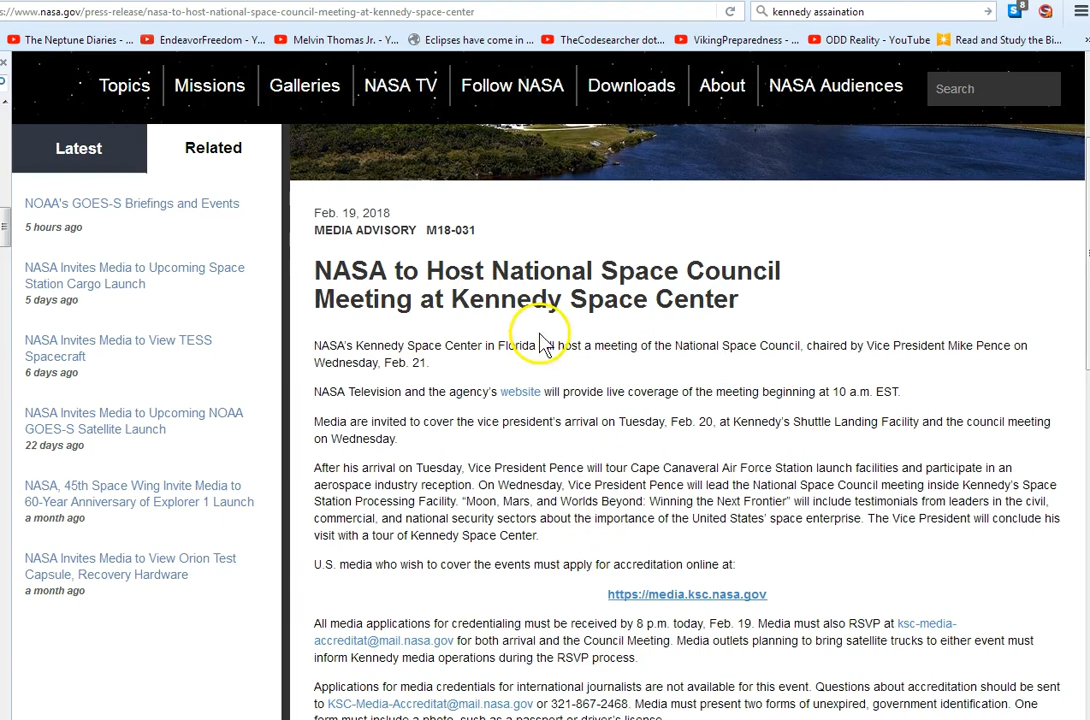 s://www.nasa.gov/press-release/nasa-to-host-national-space-council-meeting-at-kennedy-space-center
kennedy assaination
8
The Neptune Diaries - ...
EndeavorFreedom - Y...
Melvin Thomas Jr. - Y...
Eclipses have come in ...
TheCodesearcher dot...
VikingPreparedness - ...
ODD Reality - YouTube
Read and Study the Bi...
Topics
Missions
Galleries
NASA TV
Follow NASA
Downloads
About
NASA Audiences
Search
Latest
Related
NOAA's GOES-S Briefings and Events
5 hours ago
NASA Invites Media to Upcoming Space
Station Cargo Launch
5 days ago
NASA Invites Media to View TESS
Spacecraft
6 days ago
NASA Invites Media to Upcoming NOAA
GOES-S Satellite Launch
22 days ago
NASA, 45th Space Wing Invite Media to
60-Year Anniversary of Explorer 1 Launch
a month ago
NASA Invites Media to View Orion Test
Capsule, Recovery Hardware
a month ago
Feb. 19, 2018
MEDIA ADVISORY M18-031
NASA to Host National Space Council
Meeting at Kennedy Space Center
NASA's Kennedy Space Center in Florida will host a meeting of the National Space Council, chaired by Vice President Mike Pence on
Wednesday, Feb. 21.
NASA Television and the agency's website will provide live coverage of the meeting beginning at 10 a.m. EST.
Media are invited to cover the vice president's arrival on Tuesday, Feb. 20, at Kennedy's Shuttle Landing Facility and the council meeting
on Wednesday.
After his arrival on Tuesday, Vice President Pence will tour Cape Canaveral Air Force Station launch facilities and participate in an
aerospace industry reception. On Wednesday, Vice President Pence will lead the National Space Council meeting inside Kennedy's Space
Station Processing Facility. “Moon, Mars, and Worlds Beyond: Winning the Next Frontier” will include testimonials from leaders in the civil,
commercial, and national security sectors about the importance of the United States' space enterprise. The Vice President will conclude his
visit with a tour of Kennedy Space Center.
U.S. media who wish to cover the events must apply for accreditation online at:
https://media.ksc.nasa.gov
All media applications for credentialing must be received by 8 p.m. today, Feb. 19. Media must also RSVP at ksc-media-
accreditat@mail.nasa.gov for both arrival and the Council Meeting. Media outlets planning to bring satellite trucks to either event must
inform Kennedy media operations during the RSVP process.
Applications for media credentials for international journalists are not available for this event. Questions about accreditation should be sent
to KSC-Media-Accreditat@mail.nasa.gov or 321-867-2468. Media must present two forms of unexpired, government identification. One
form must include a photo, such as a passport or driver's license.